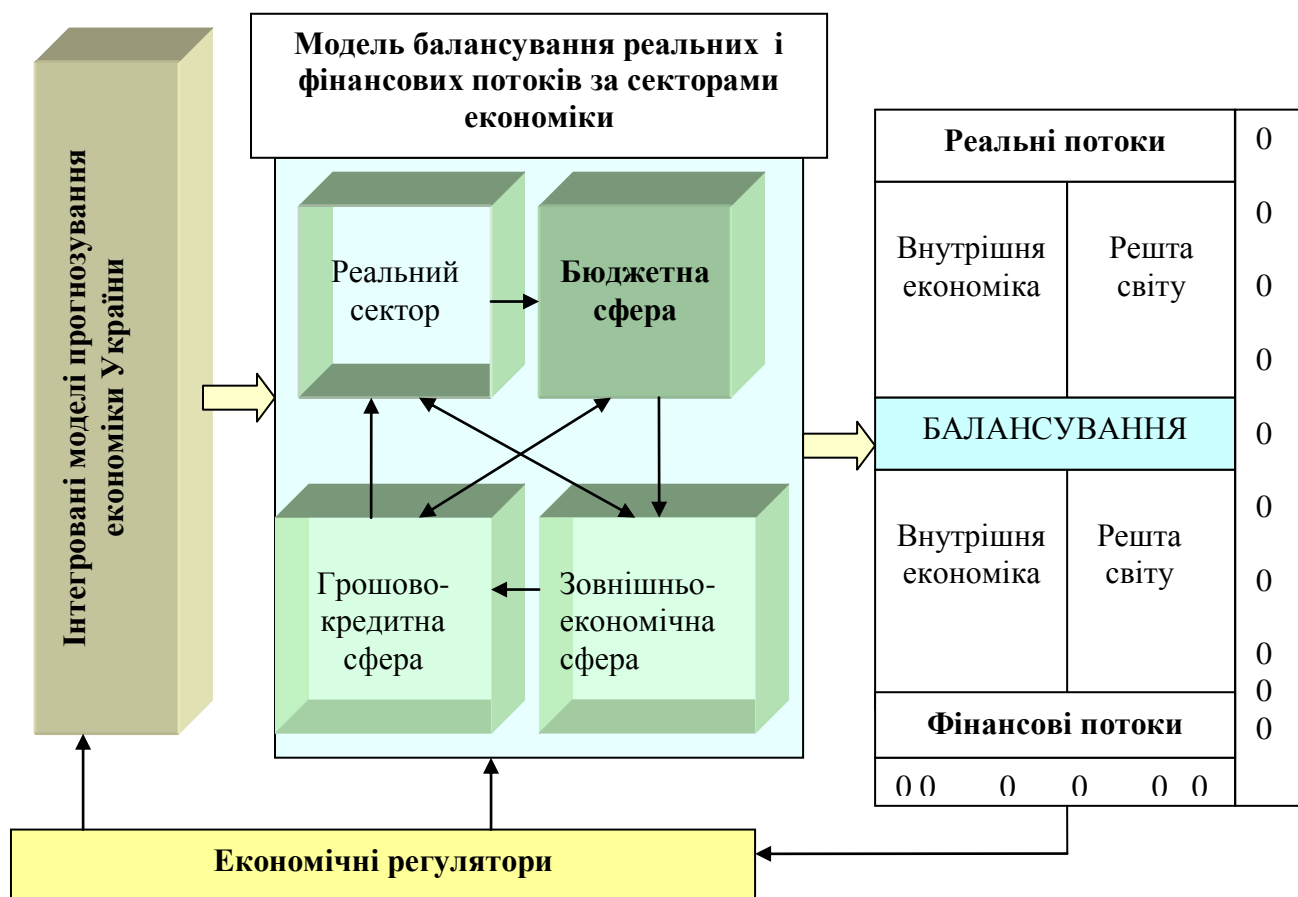 Модель балансування реальних і
фінансових потоків за секторами
економіки
Інтегровані моделі прогнозування
економіки України
Реальний
сектор
Бюджетна
сфера
Грошово-
кредитна
сфера
Зовнішньо-
економічна
сфера
Реальні потоки
Внутрішня
економіка
Решта
світу
БАЛАНСУВАННЯ
Внутрішня
економіка
Решта
світу
Фінансові потоки
0 0 0 0 0 0
0
0
0
0
0
0
0
0
0
0
Економічні регулятори